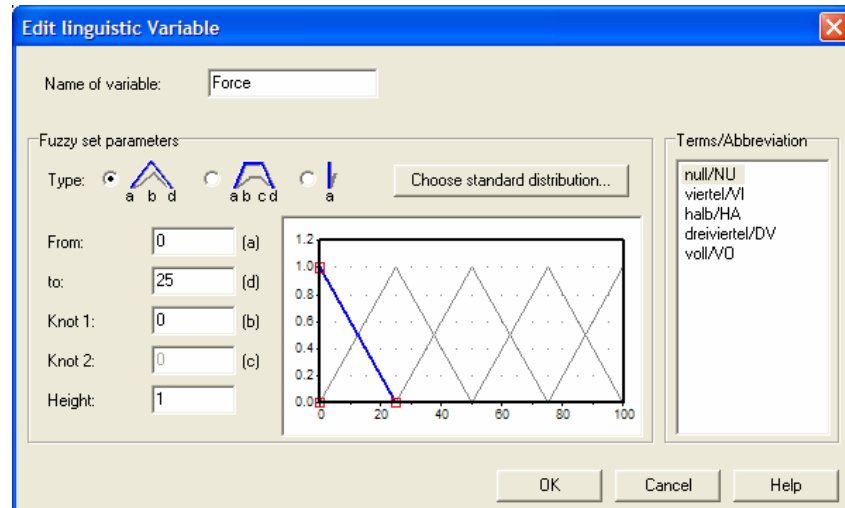 Edit linguistic Variable
Name of variable: Force
Fuzzy set parameters
Type: a b d a b c d a Choose standard distribution...
From: 0 (a)
to: 25 (d)
Knot 1: 0 (b)
Knot 2: 0 (c)
Height: 1
1.2
1.0
0.8
0.6
0.4
0.2
0.0
0 20 40 60 80 100
Terms/Abbreviation
null/NU
viertel/VI
halb/HA
dreiviertel/DV
voll/VO
OK Cancel Help